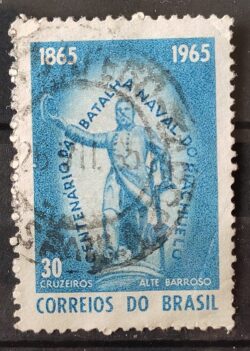 1865 1965
CENTENÁRIO DA BATALHA NAVAL DO RIACHUELO
30
CRUZEIROS ALTE BARROSO
CORREIOS DO BRASIL